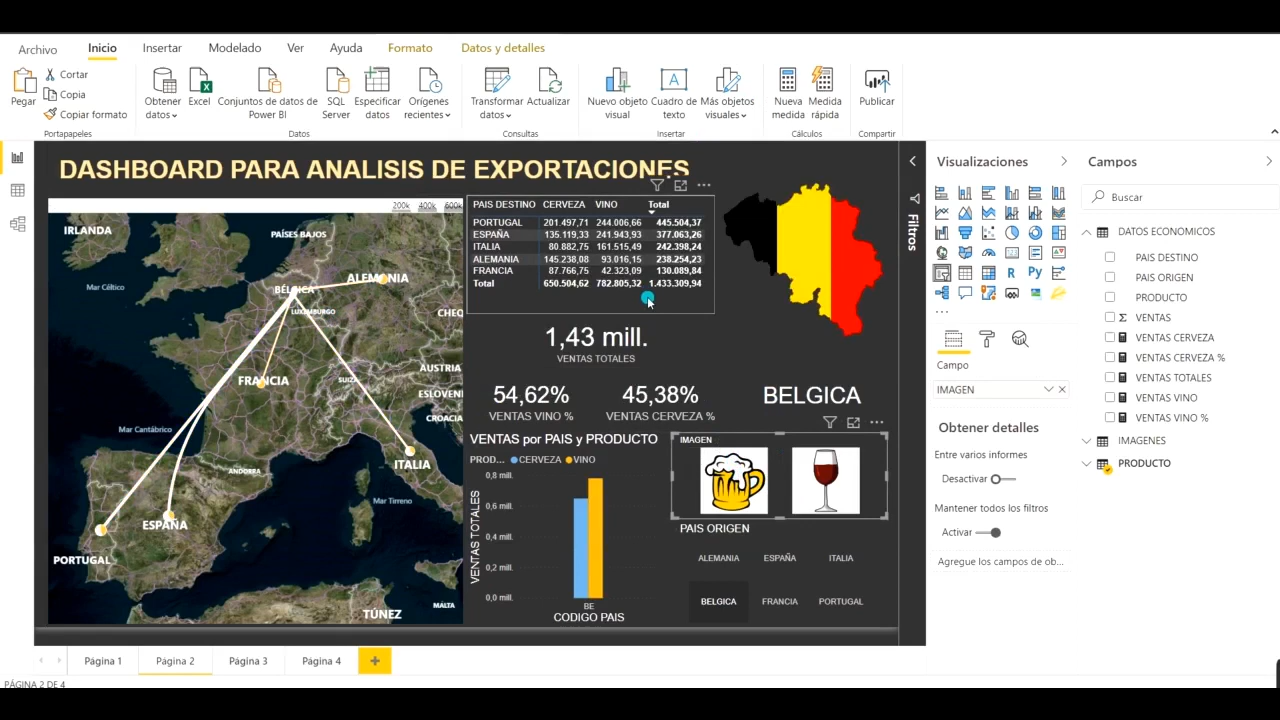 Archivo Inicio Insertar Modelado Ver Ayuda Formato Datos y detalles
Pegar
Cortar
Copia
Copiar formato
Portapapeles
Obtener datos
Excel
Conjuntos de datos de Power BI
SQL Server
Especificar datos
Orígenes recientes
Datos
Transformar datos
Actualizar
Consultas
Nuevo objeto visual
Cuadro de texto
Más objetos visuales
Insertar
Nueva medida
Medida rápida
Cálculos
Publicar
Compartir
DASHBOARD PARA ANALISIS DE EXPORTACIONES
200k 400k 600k
IRLANDA
PAÍSES BAJOS
Mar Céltico
ALEMANIA
BÉLGICA
LUXEMBURGO
FRANCIA
SUIZA
AUSTRIA
ESLOVEN
CROACIA
Mar Cantábrico
ANDORRA
ITALIA
Mar Tirreno
ESPAÑA
PORTUGAL
TÚNEZ
MALTA
PAIS DESTINO CERVEZA VINO Total
PORTUGAL 201.497,71 244.006,66 445.504,37
ESPAÑA 135.119,33 241.943,93 377.063,26
ITALIA 80.882,75 161.515,49 242.398,24
ALEMANIA 145.238,08 93.016,15 238.254,23
FRANCIA 87.766,75 42.323,09 130.089,84
Total 650.504,62 782.805,32 1.433.309,94
1,43 mill.
VENTAS TOTALES
54,62%
VENTAS VINO %
45,38%
VENTAS CERVEZA %
BELGICA
VENTAS por PAIS y PRODUCTO
PROD... CERVEZA VINO
0,8 mill.
0,6 mill.
0,4 mill.
0,2 mill.
0,0 mill.
VENTAS TOTALES
BE
CODIGO PAIS
IMAGEN
PAIS ORIGEN
ALEMANIA ESPAÑA ITALIA
BELGICA FRANCIA PORTUGAL
Filtros
Visualizaciones
R Py
...
Campo
IMAGEN
Obtener detalles
Entre varios informes
Desactivar
Mantener todos los filtros
Activar
Agregue los campos de ob...
Campos
Buscar
DATOS ECONOMICOS
PAIS DESTINO
PAIS ORIGEN
PRODUCTO
Σ VENTAS
VENTAS CERVEZA
VENTAS CERVEZA %
VENTAS TOTALES
VENTAS VINO
VENTAS VINO %
IMAGENES
PRODUCTO
Página 1 Página 2 Página 3 Página 4 +
PÁGINA 2 DE 4